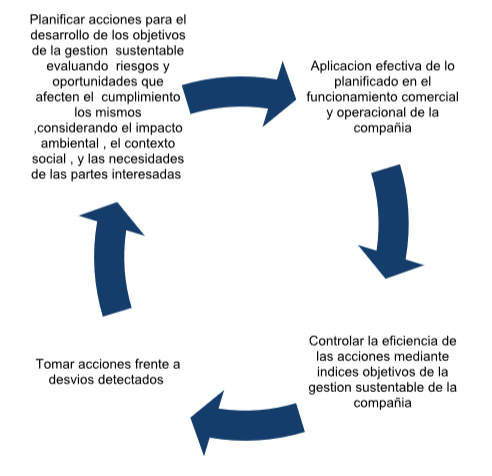 Planificar acciones para el
desarrollo de los objetivos
de la gestion sustentable
evaluando riesgos y
oportunidades que
afecten el cumplimiento
los mismos
,considerando el impacto
ambiental , el contexto
social , y las necesidades
de las partes interesadas
Aplicacion efectiva de lo
planificado en el
funcionamiento comercial
y operacional de la
compañia
Controlar la eficiencia de
las acciones mediante
indices objetivos de la
gestion sustentable de la
compañia
Tomar acciones frente a
desvios detectados